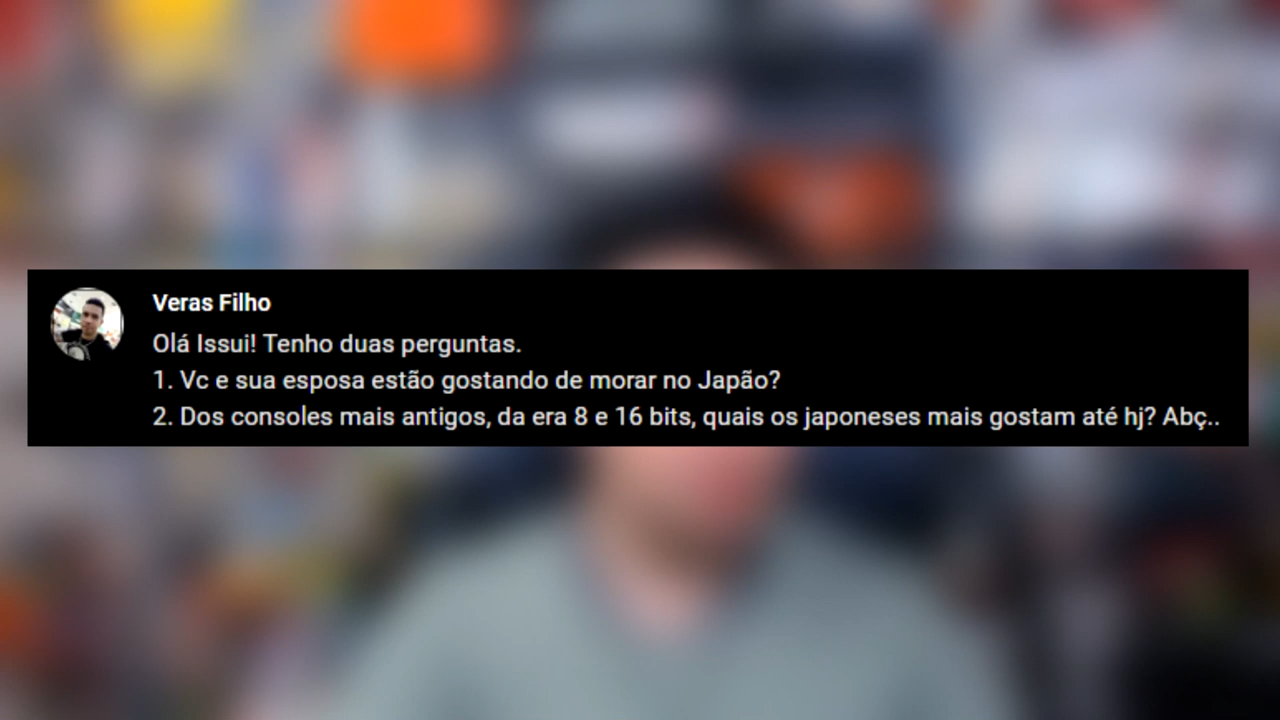 Veras Filho
Olá Issui! Tenho duas perguntas.
1. Vc e sua esposa estão gostando de morar no Japão?
2. Dos consoles mais antigos, da era 8 e 16 bits, quais os japoneses mais gostam até hj? Abç..